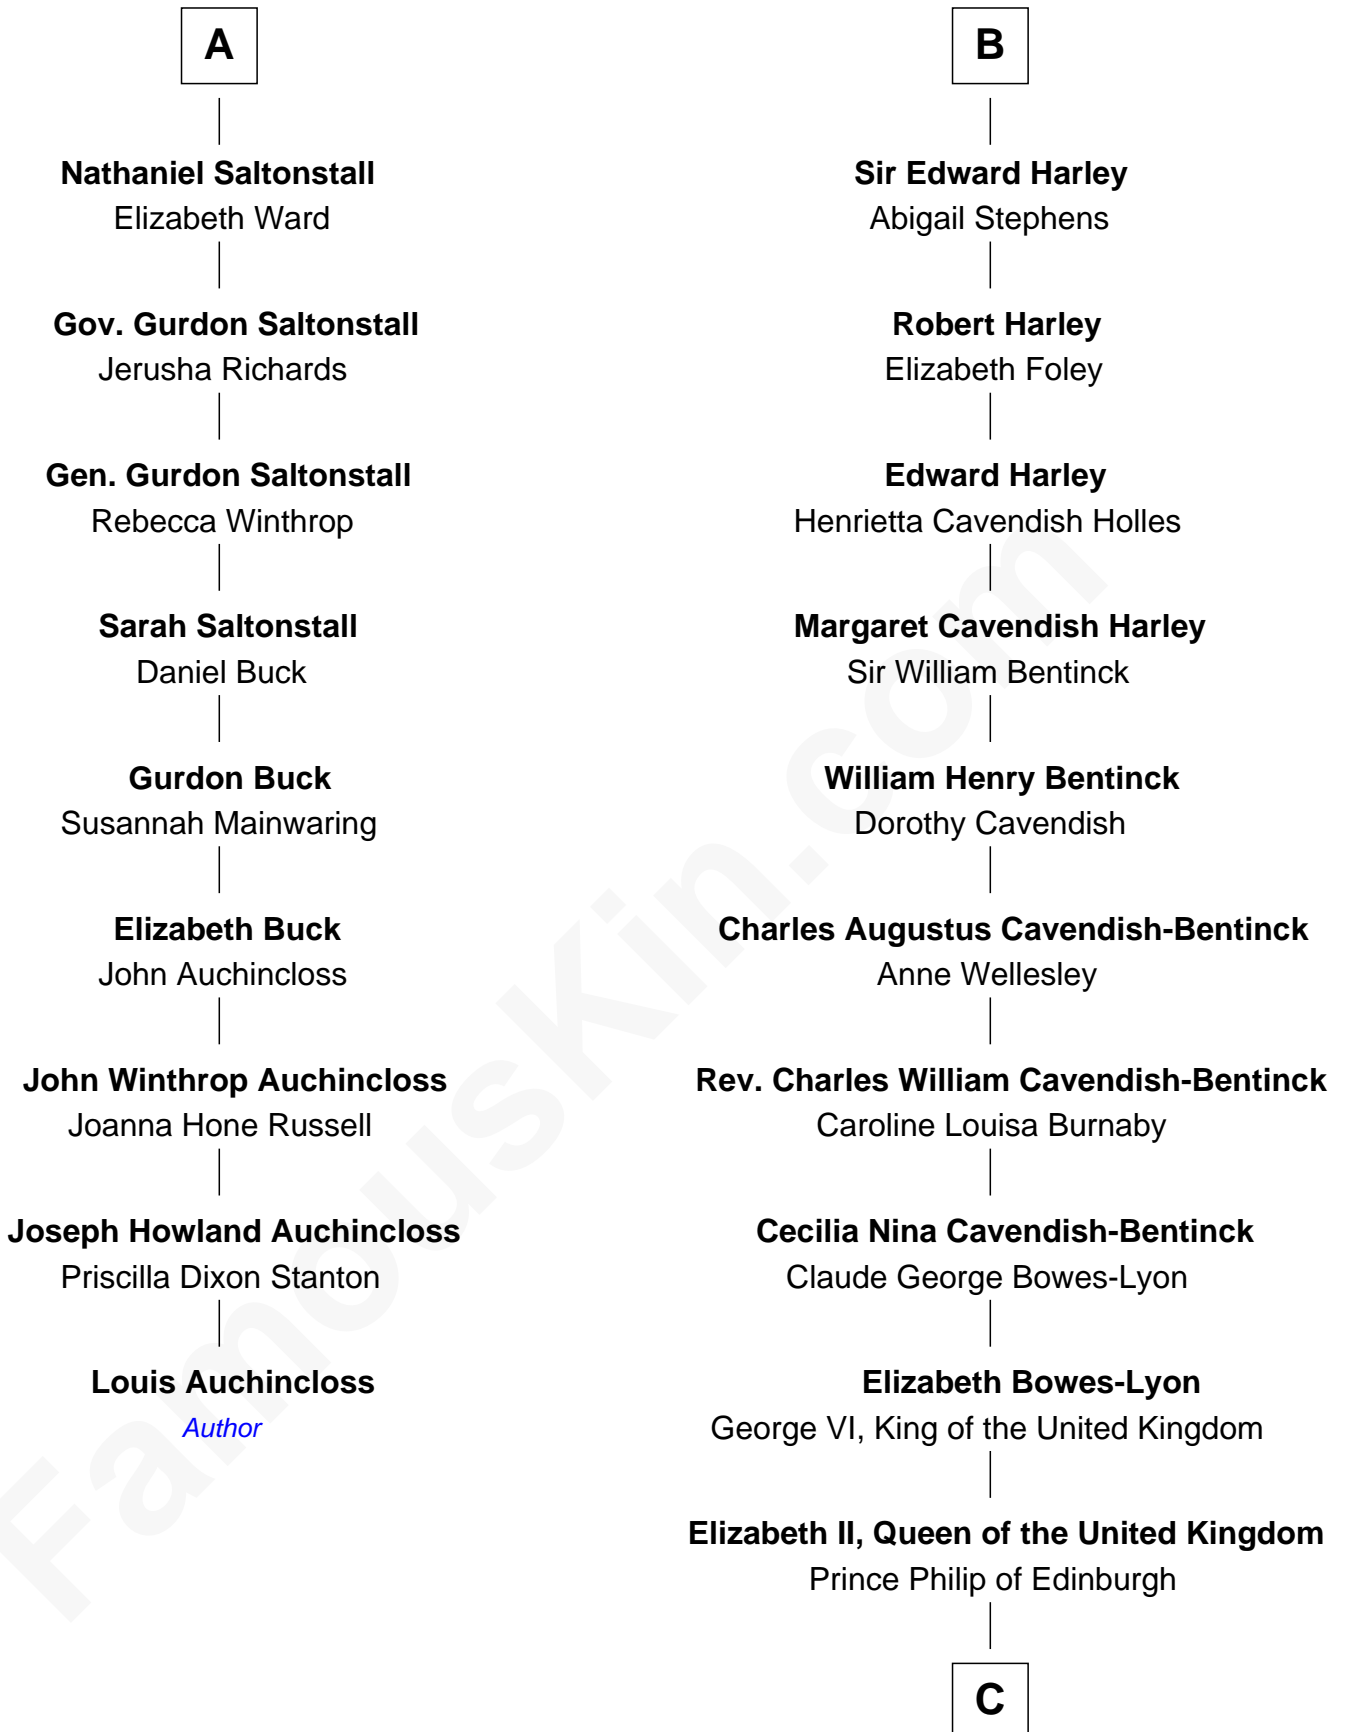 A
Nathaniel Saltonstall
Elizabeth Ward
Gov. Gurdon Saltonstall
Jerusha Richards
Gen. Gurdon Saltonstall
Rebecca Winthrop
Sarah Saltonstall
Daniel Buck
Gurdon Buck
Susannah Mainwaring
Elizabeth Buck
John Auchincloss
John Winthrop Auchincloss
Joanna Hone Russell
Joseph Howland Auchincloss
Priscilla Dixon Stanton
Louis Auchincloss
Author
B
Sir Edward Harley
Abigail Stephens
Robert Harley
Elizabeth Foley
Edward Harley
Henrietta Cavendish Holles
Margaret Cavendish Harley
Sir William Bentinck
William Henry Bentinck
Dorothy Cavendish
Charles Augustus Cavendish-Bentinck
Anne Wellesley
Rev. Charles William Cavendish-Bentinck
Caroline Louisa Burnaby
Cecilia Nina Cavendish-Bentinck
Claude George Bowes-Lyon
Elizabeth Bowes-Lyon
George VI, King of the United Kingdom
Elizabeth II, Queen of the United Kingdom
Prince Philip of Edinburgh
C
FamousKin.com